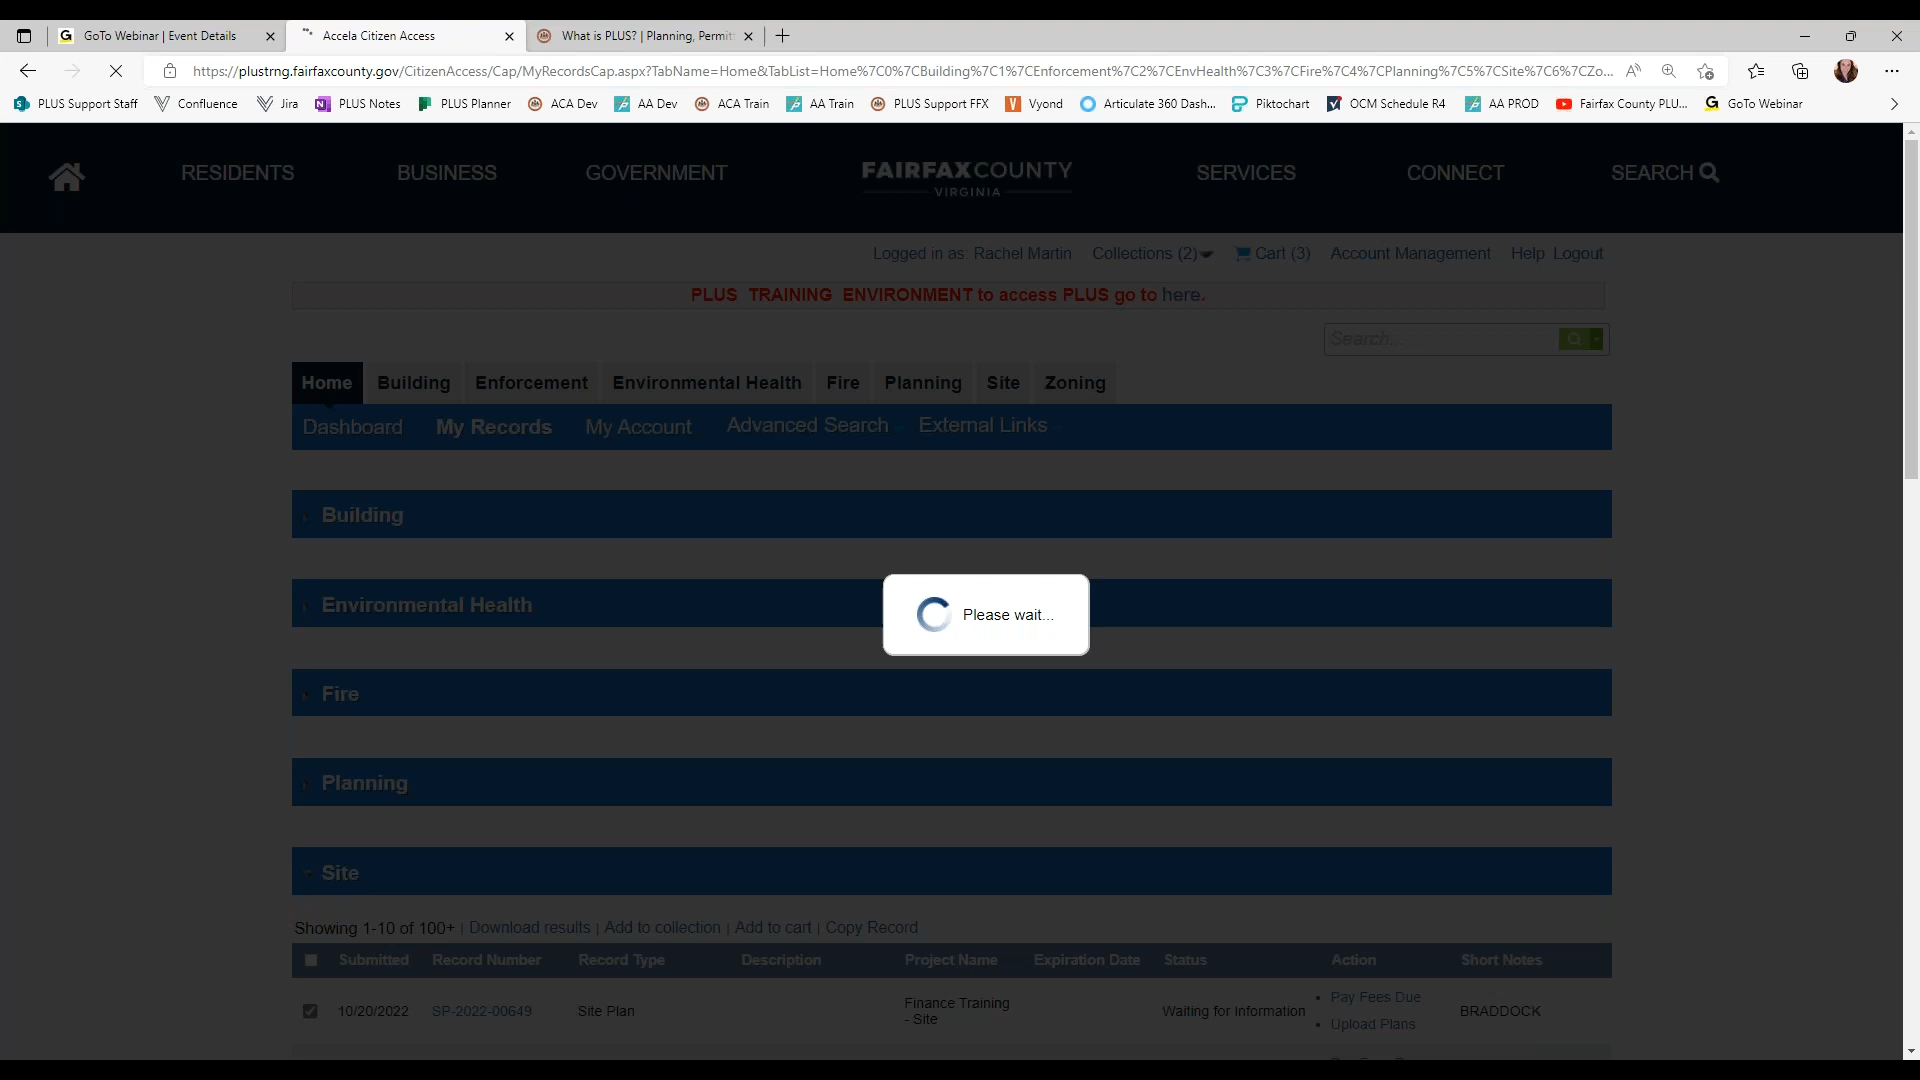 GoTo Webinar | Event Details
Accela Citizen Access
What is PLUS? | Planning, Permit
https://plustrng.fairfaxcounty.gov/CitizenAccess/Cap/MyRecordsCap.aspx?TabName=Home&TabList=Home%7C0%7CBuilding%7C1%7CEnforcement%7C2%7CEnvHealth%7C3%7CFire%7C4%7CPlanning%7C5%7CSite%7C6%7CZo...
PLUS Support Staff
Confluence
Jira
PLUS Notes
PLUS Planner
ACA Dev
AA Dev
ACA Train
AA Train
PLUS Support FFX
Vyond
Articulate 360 Dash...
Piktochart
OCM Schedule R4
AA PROD
Fairfax County PLU...
GoTo Webinar
RESIDENTS
BUSINESS
GOVERNMENT
FAIRFAX COUNTY
VIRGINIA
SERVICES
CONNECT
SEARCH
Logged in as: Rachel Martin
Collections (2)
Cart (3)
Account Management
Help
Logout
PLUS TRAINING ENVIRONMENT to access PLUS go to here.
Search...
Home
Building
Enforcement
Environmental Health
Fire
Planning
Site
Zoning
Dashboard
My Records
My Account
Advanced Search
External Links
Building
Environmental Health
Please wait...
Fire
Planning
Site
Showing 1-10 of 100+ | Download results | Add to collection | Add to cart | Copy Record
Submitted
Record Number
Record Type
Description
Project Name
Expiration Date
Status
Action
Short Notes
10/20/2022
SP-2022-00649
Site Plan
Finance Training
- Site
Waiting for Information
Pay Fees Due
Upload Plans
BRADDOCK